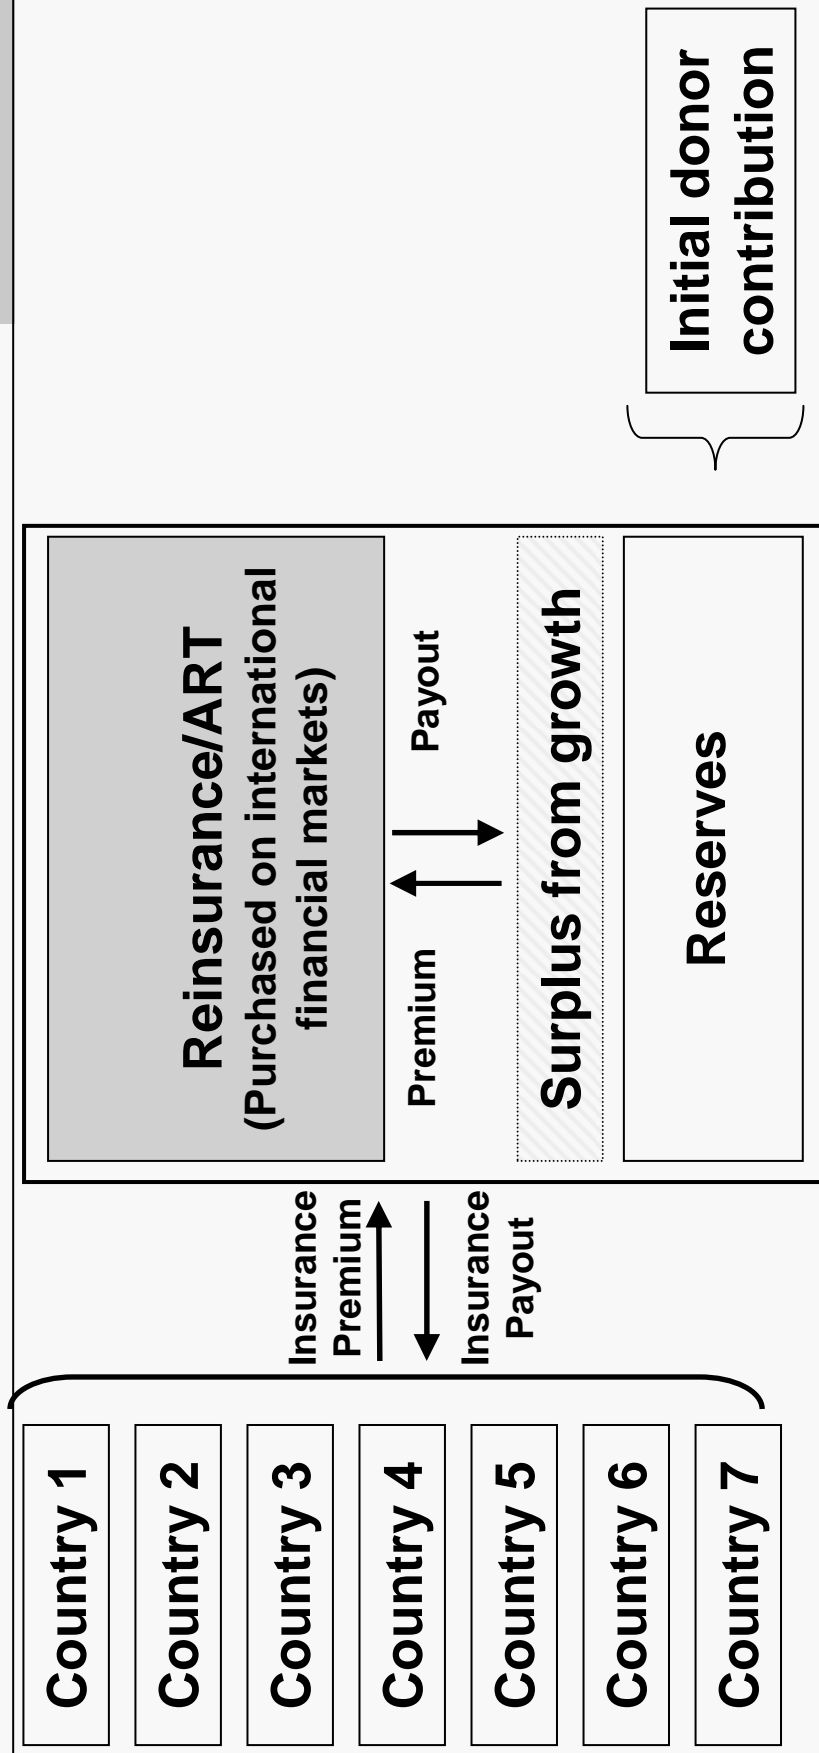 Country 1
Country 2
Country 3
Country 4
Country 5
Country 6
Country 7
Insurance
Premium
Insurance
Payout
Reinsurance/ART
(Purchased on international
financial markets)
Premium
Payout
Surplus from growth
Reserves
Initial donor
contribution